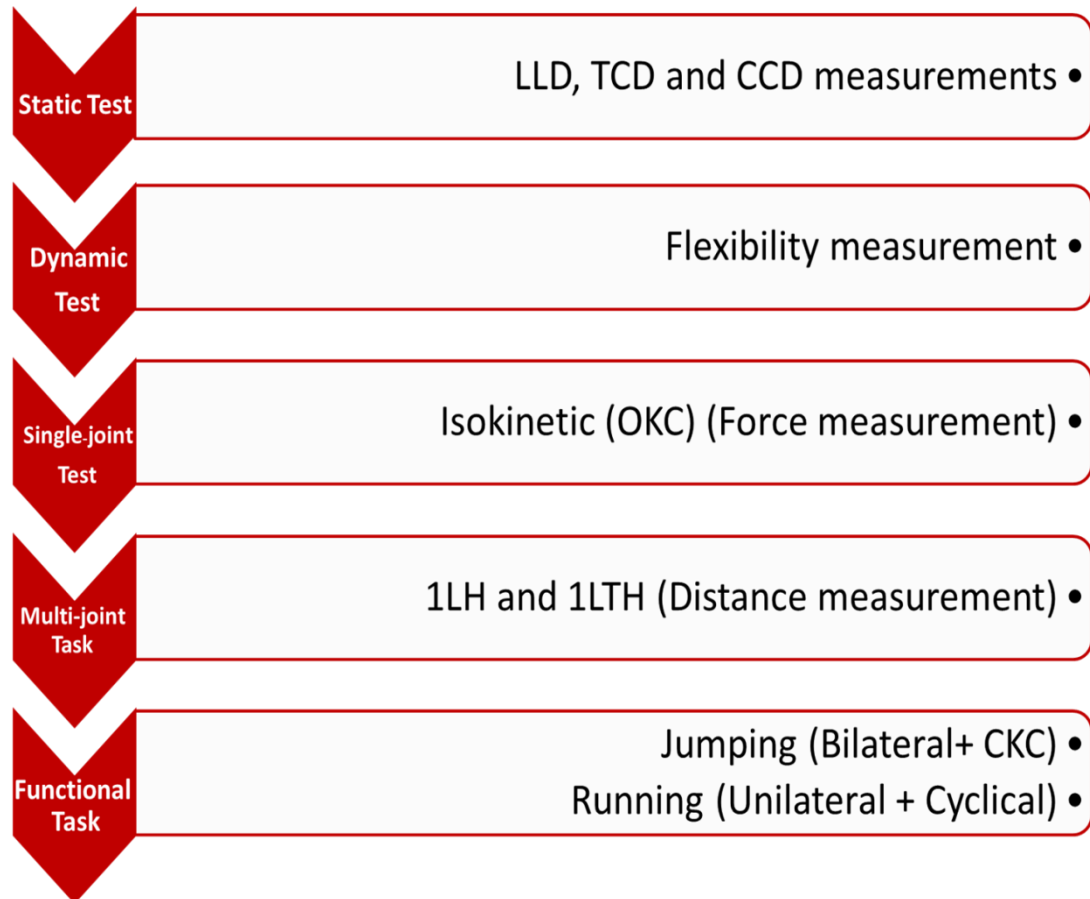 Static Test
LLD, TCD and CCD measurements •
Dynamic
Test
Flexibility measurement •
Single-joint
Test
Isokinetic (OKC) (Force measurement) •
Multi-joint
Task
1LH and 1LTH (Distance measurement) •
Functional
Task
Jumping (Bilateral+ CKC) •
Running (Unilateral + Cyclical) •